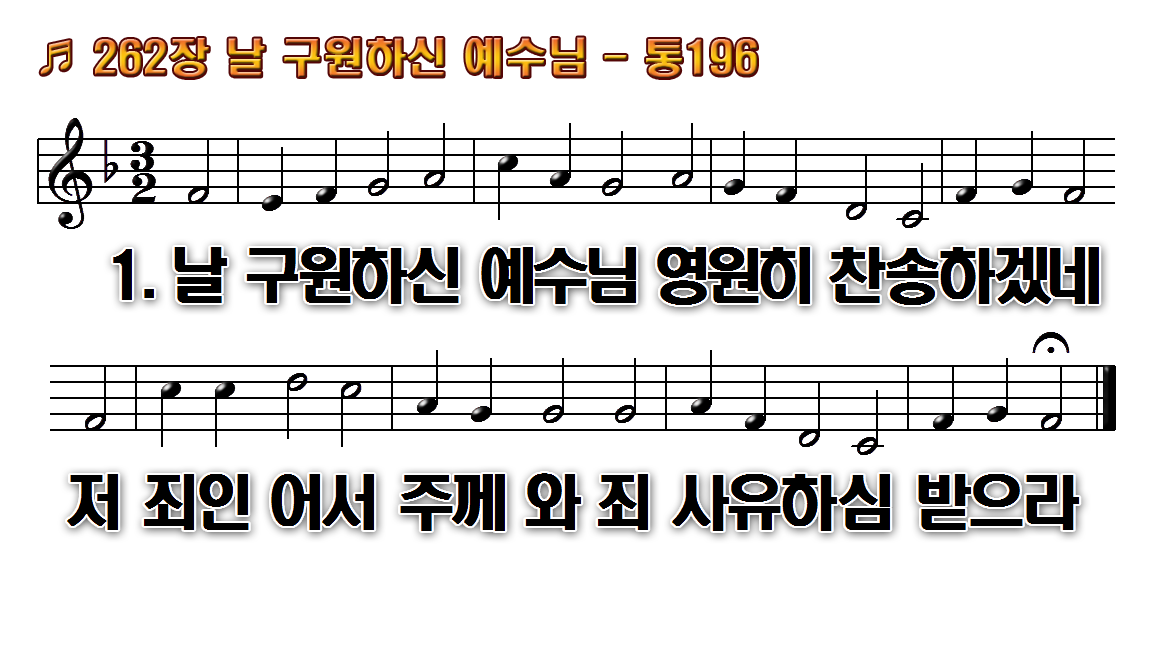 262장 날 구원하신 예수님 - 통196
3
2
1. 날 구원하신 예수님 영원히 찬송하겠네
저 죄인 어서 주께 와 죄 사유하심 받으라